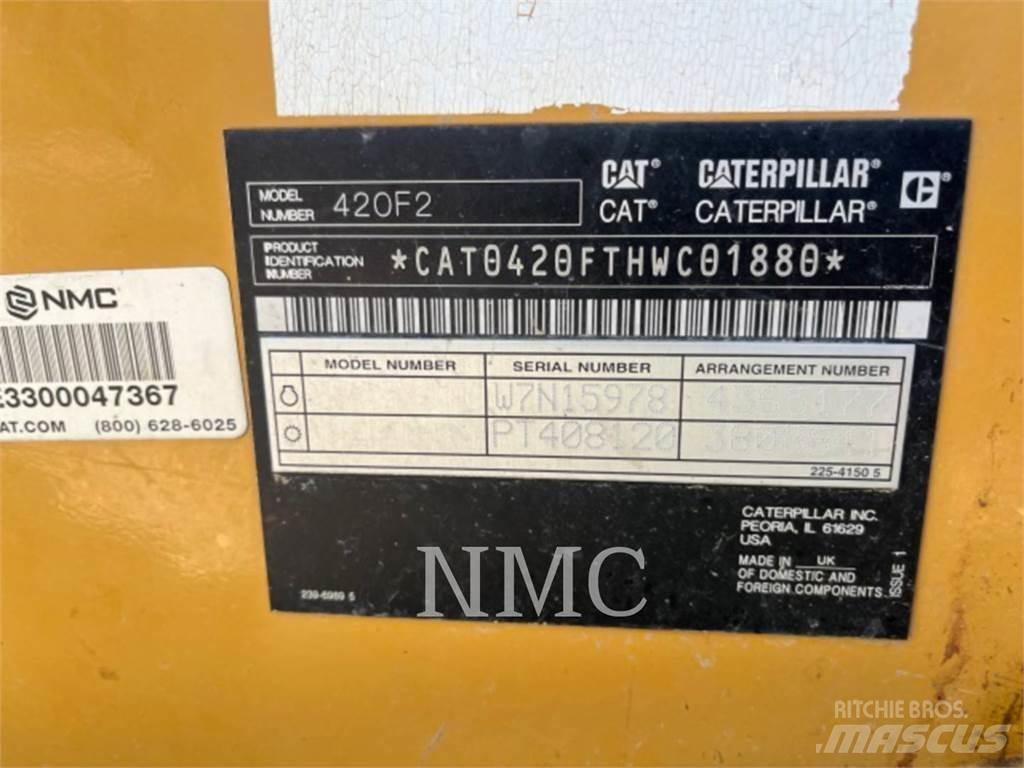 MODEL NUMBER 420F2
CAT® CATERPILLAR®
CAT® CATERPILLAR®
PRODUCT IDENTIFICATION NUMBER *CAT0420FTHWC01880*
NMC
3300047367
AT.COM (800) 628-6025
MODEL NUMBER SERIAL NUMBER ARRANGEMENT NUMBER
W7N15978
PT408120
225-4150 5
CATERPILLAR INC.
PEORIA, IL 61629
USA
MADE IN UK
OF DOMESTIC AND
FOREIGN COMPONENTS.
ISSUE 1
239-6989 5
NMC
RITCHIE BROS.
MASCUS